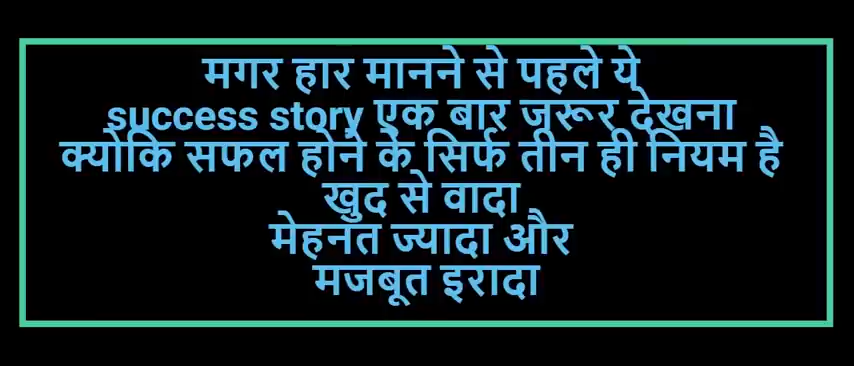 मगर हार मानने से पहले ये
success story एक बार जरूर देखना
क्योकि सफल होने के सिर्फ तीन ही नियम है
खुद से वादा
मेहनत ज्यादा और
मजबूत इरादा